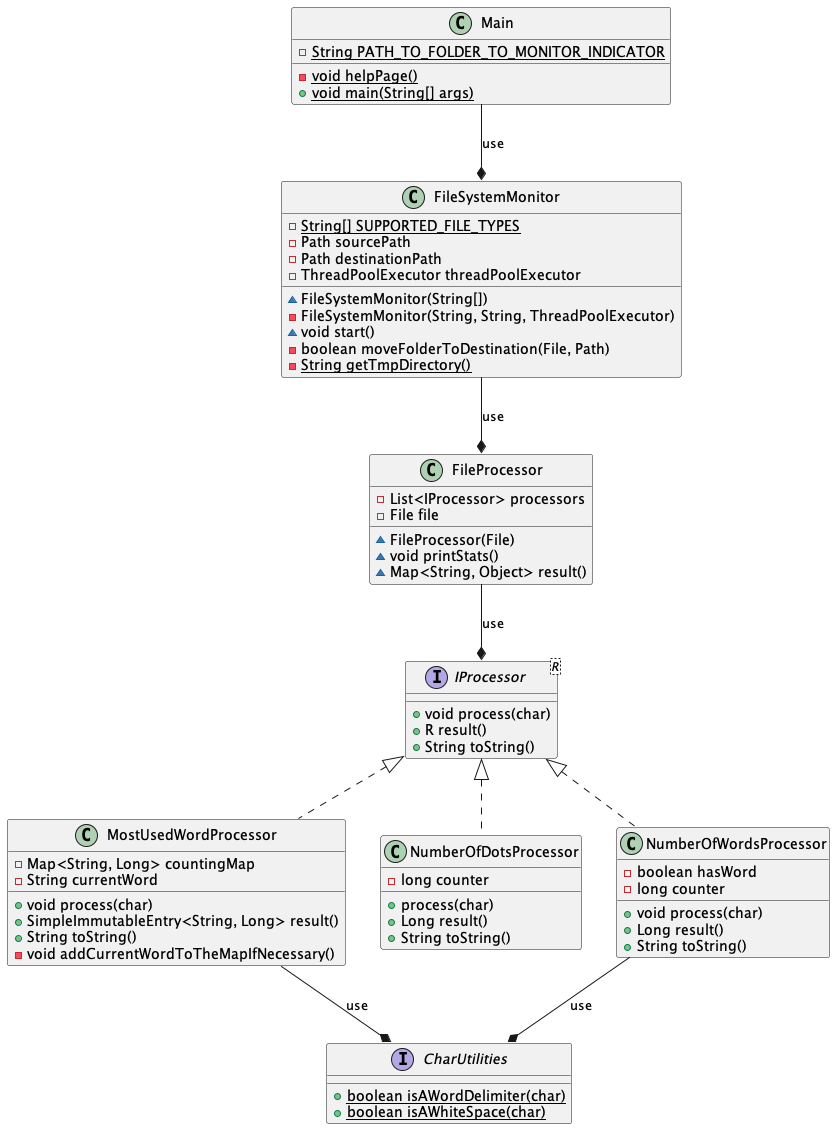 C Main
String PATH_TO_FOLDER_TO_MONITOR_INDICATOR
void helpPage()
void main(String[] args)
use
C FileSystemMonitor
String[] SUPPORTED_FILE_TYPES
Path sourcePath
Path destinationPath
ThreadPoolExecutor threadPoolExecutor
FileSystemMonitor(String[])
FileSystemMonitor(String, String, ThreadPoolExecutor)
void start()
boolean moveFolderToDestination(File, Path)
String getTmpDirectory()
use
C FileProcessor
List<IProcessor> processors
File file
FileProcessor(File)
void printStats()
Map<String, Object> result()
use
I IProcessor R
void process(char)
R result()
String toString()
C MostUsedWordProcessor
Map<String, Long> countingMap
String currentWord
void process(char)
SimpleImmutableEntry<String, Long> result()
String toString()
void addCurrentWordToTheMapIfNecessary()
C NumberOfDotsProcessor
long counter
process(char)
Long result()
String toString()
C NumberOfWordsProcessor
boolean hasWord
long counter
void process(char)
Long result()
String toString()
use
use
I CharUtilities
boolean isAWordDelimiter(char)
boolean isAWhiteSpace(char)